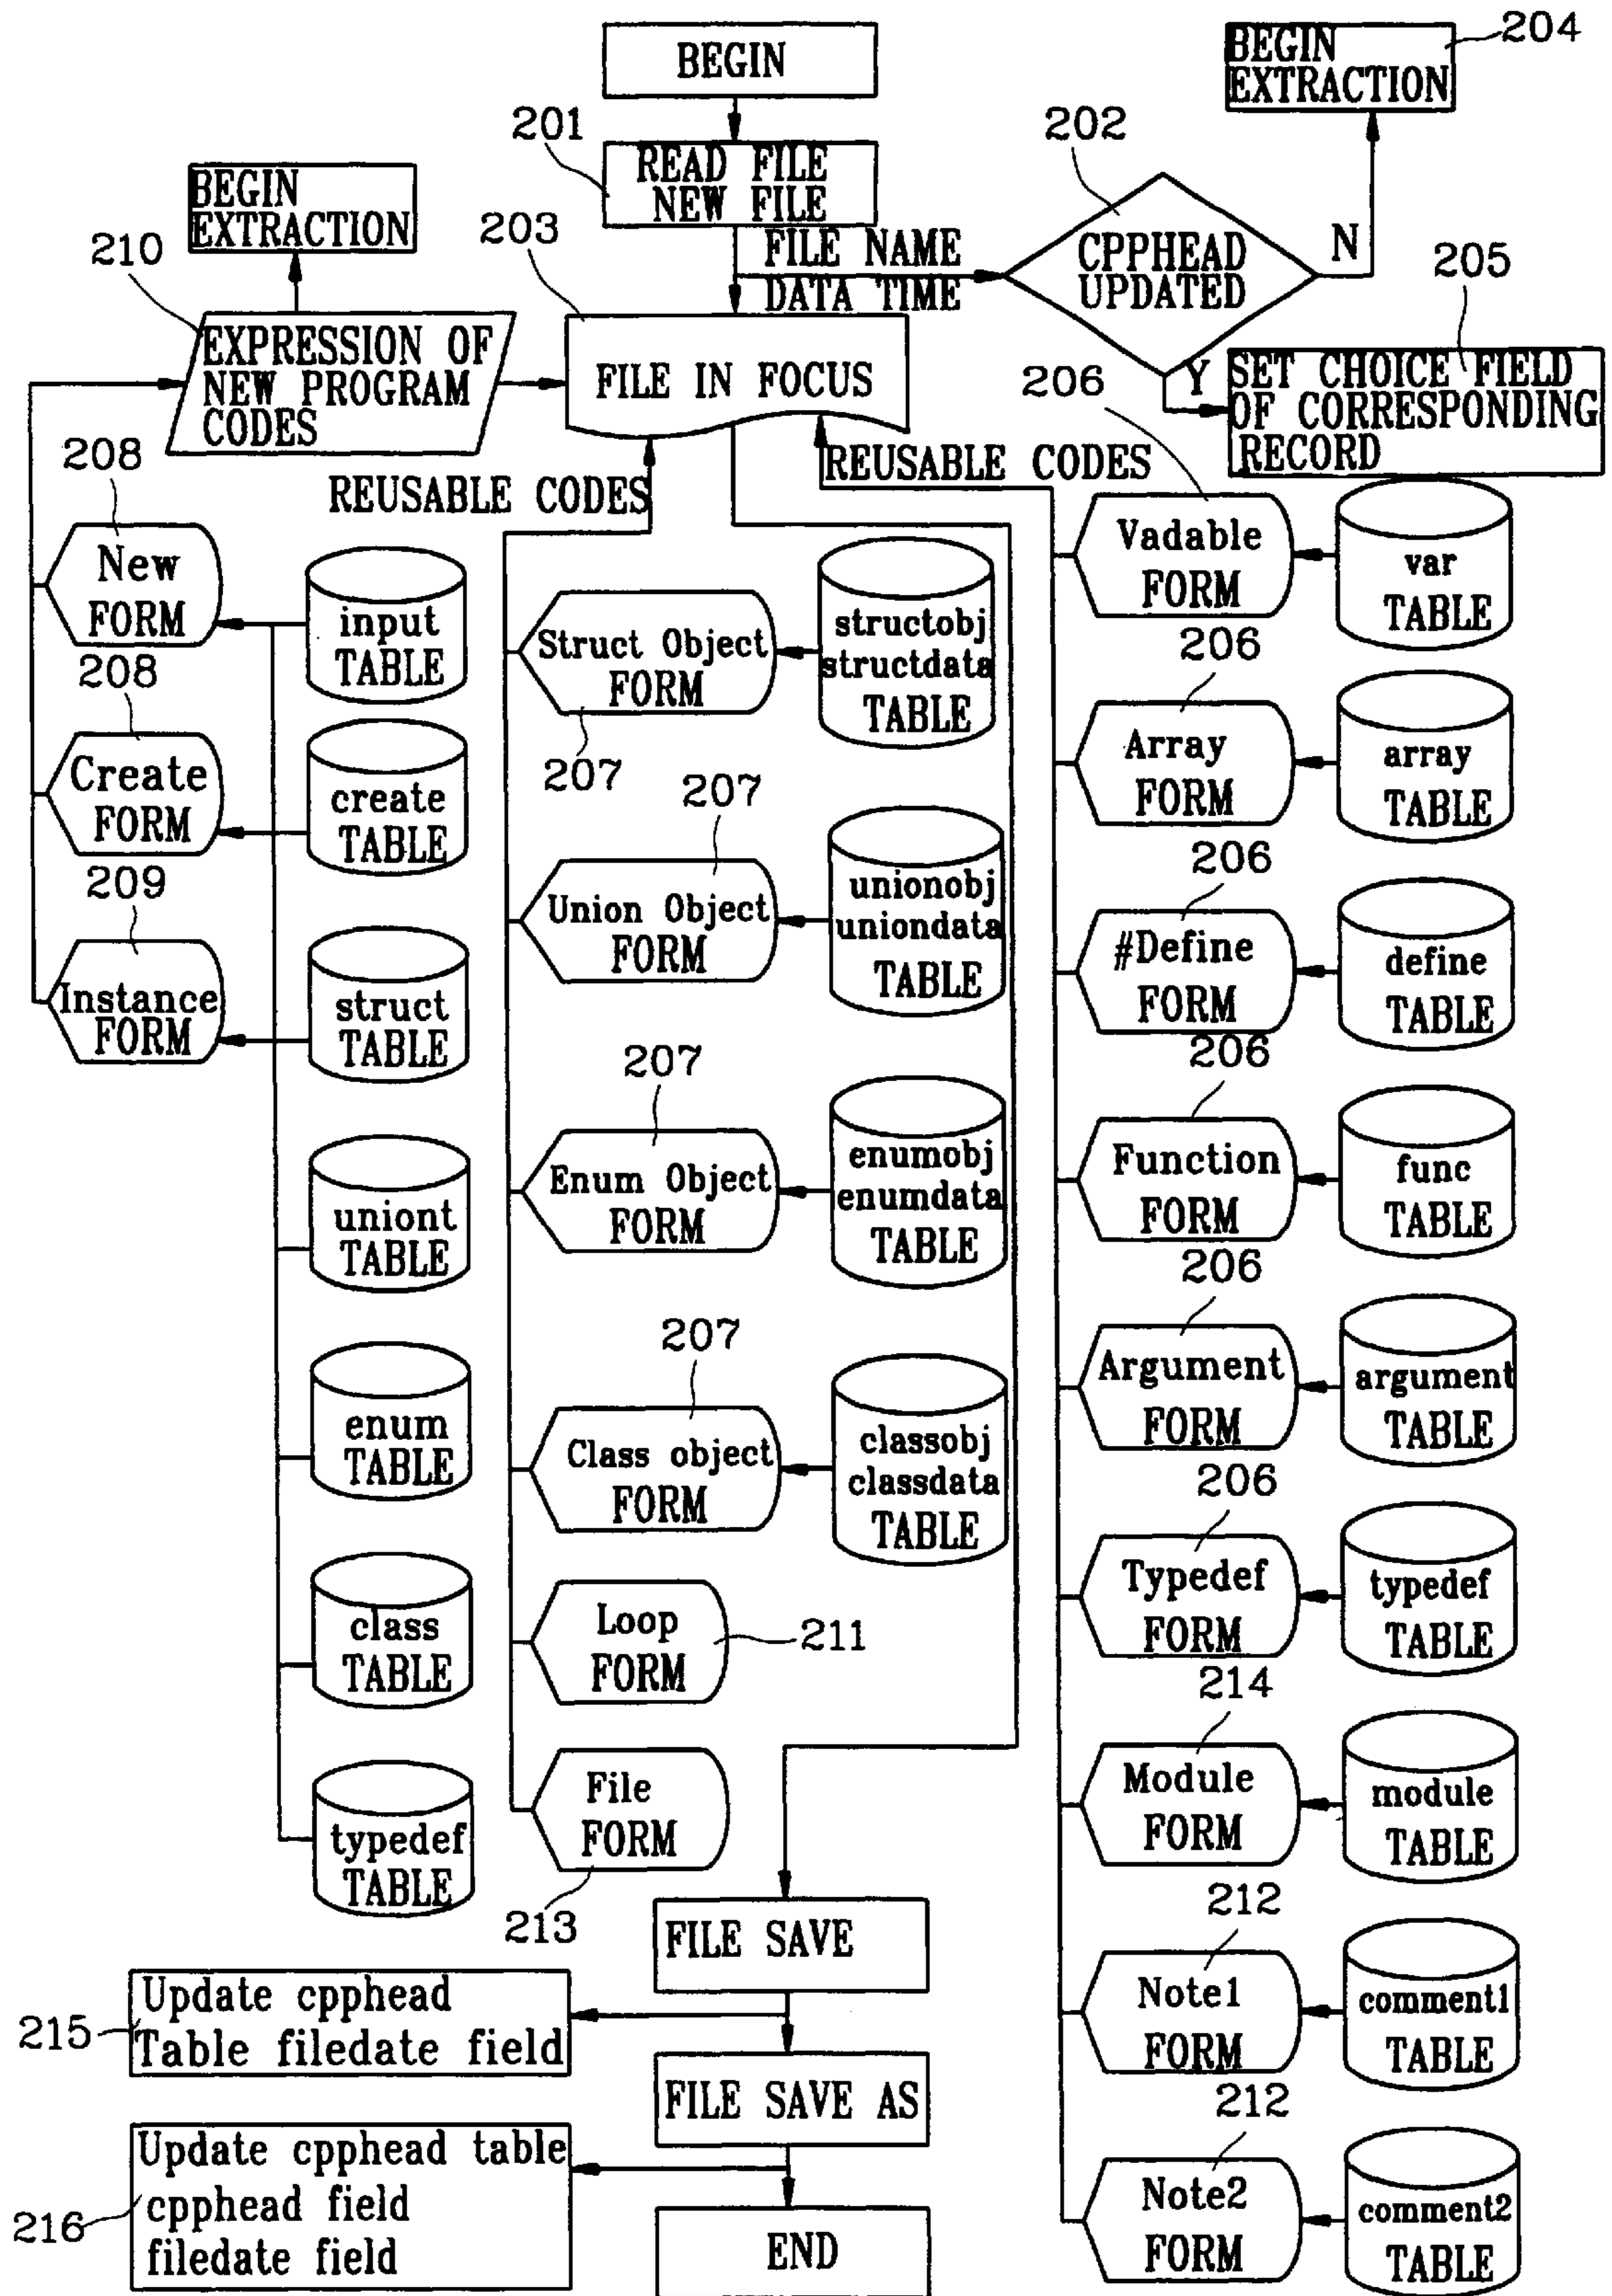 BEGIN
201
READ FILE
NEW FILE
FILE NAME
DATA TIME
202
CPPHEAD
UPDATED
N
Y
BEGIN
EXTRACTION
204
205
SET CHOICE FIELD
OF CORRESPONDING
RECORD
BEGIN
EXTRACTION
210
EXPRESSION OF
NEW PROGRAM
CODES
203
FILE IN FOCUS
REUSABLE CODES
REUSABLE CODES
208
New
FORM
208
Create
FORM
209
Instance
FORM
input
TABLE
create
TABLE
struct
TABLE
uniont
TABLE
enum
TABLE
class
TABLE
typedef
TABLE
Struct Object
FORM
207
structobj
structdata
TABLE
207
Union Object
FORM
unionobj
uniondata
TABLE
207
Enum Object
FORM
enumobj
enumdata
TABLE
207
Class object
FORM
classobj
classdata
TABLE
Loop
FORM
211
File
FORM
213
206
Vadable
FORM
var
TABLE
206
Array
FORM
array
TABLE
206
#Define
FORM
define
TABLE
206
Function
FORM
func
TABLE
206
Argument
FORM
argument
TABLE
206
Typedef
FORM
typedef
TABLE
214
Module
FORM
module
TABLE
212
Note1
FORM
comment1
TABLE
212
Note2
FORM
comment2
TABLE
FILE SAVE
215
Update cpphead
Table filedate field
FILE SAVE AS
216
Update cpphead table
cpphead field
filedate field
END